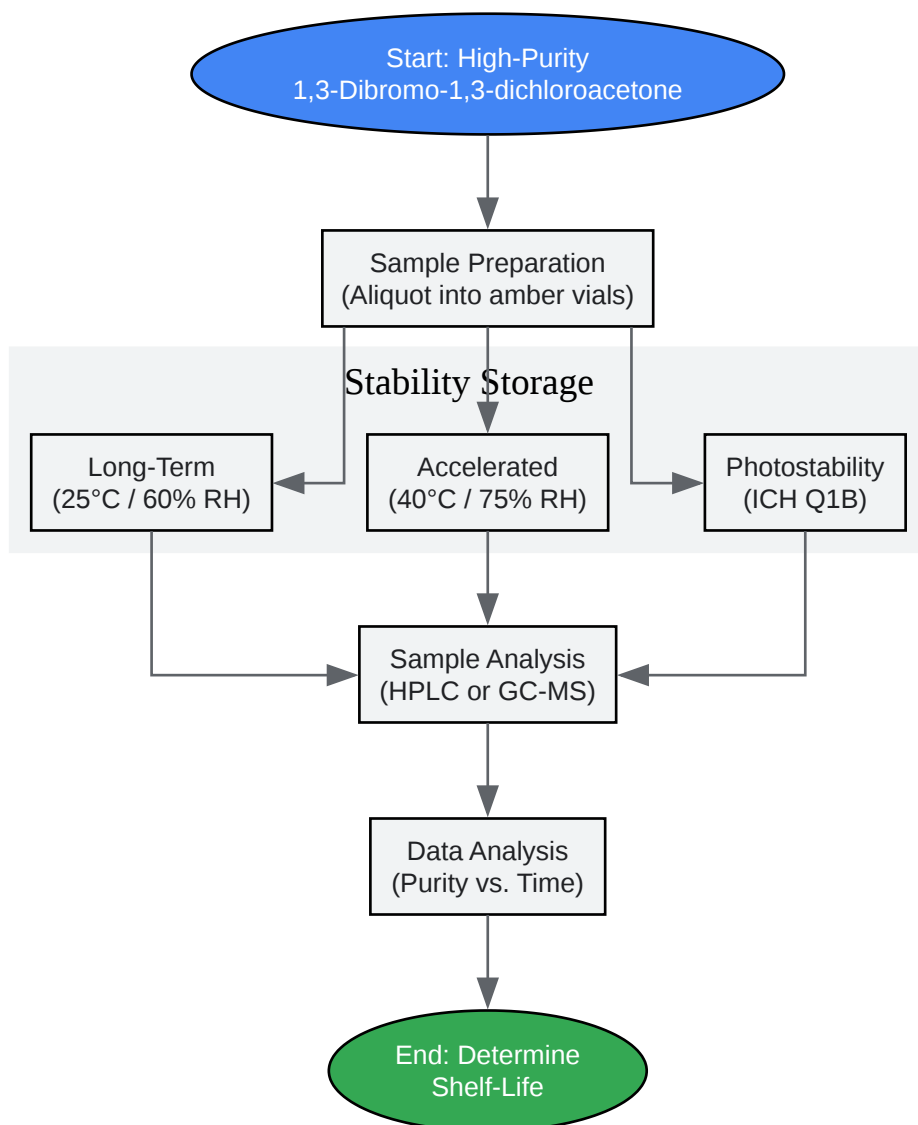 Start: High-Purity
1,3-Dibromo-1,3-dichloroacetone
Sample Preparation
(Aliquot into amber vials)
Stability Storage
Long-Term
(25°C / 60% RH)
Accelerated
(40°C / 75% RH)
Photostability
(ICH Q1B)
Sample Analysis
(HPLC or GC-MS)
Data Analysis
(Purity vs. Time)
End: Determine
Shelf-Life